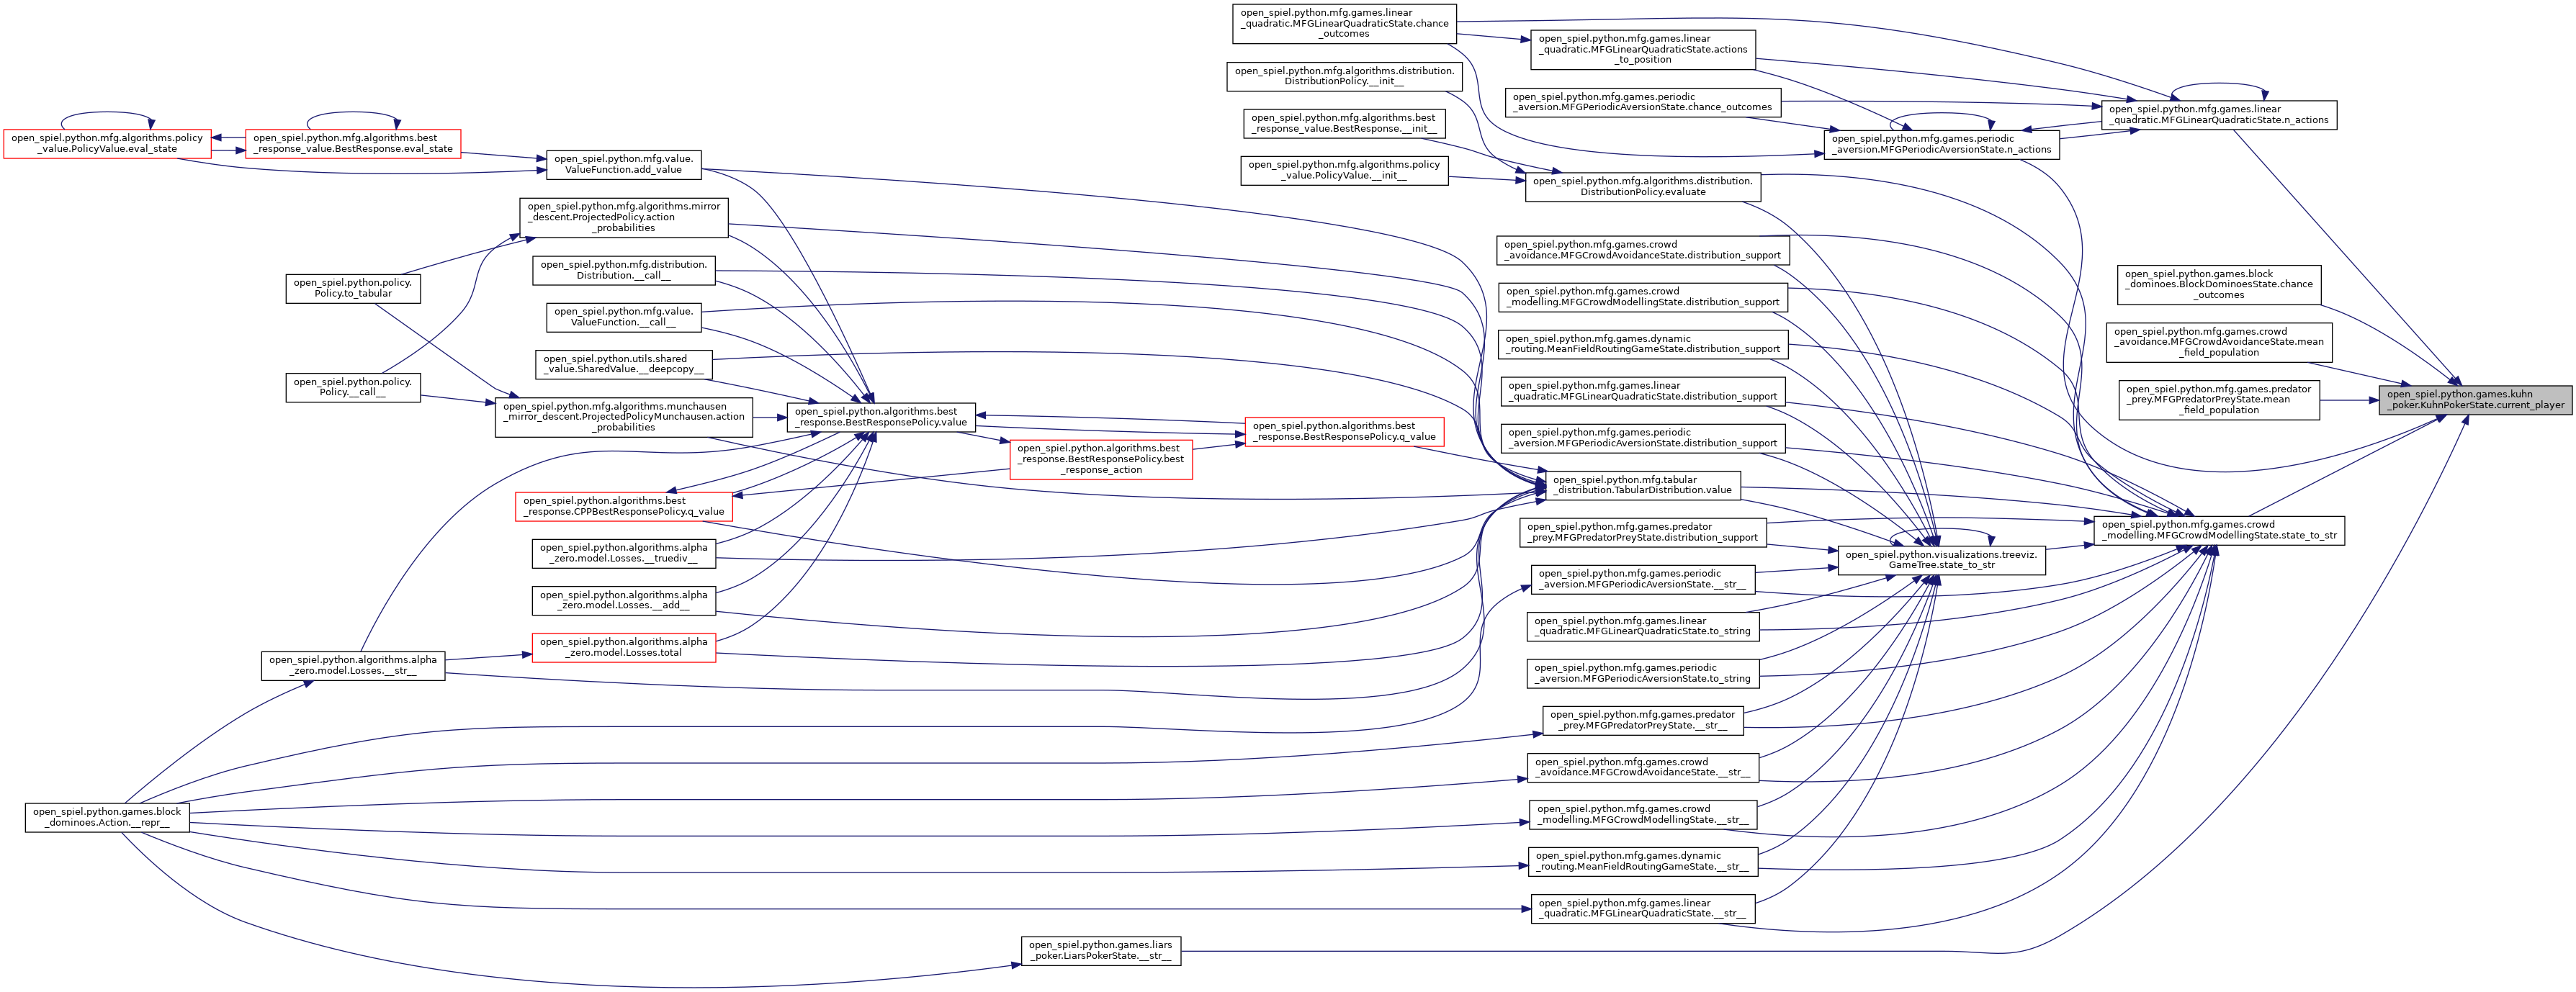 open_spiel.python.mfg.games.linear
_quadratic.MFGLinearQuadraticState.chance
_outcomes
open_spiel.python.mfg.games.linear
_quadratic.MFGLinearQuadraticState.actions
_to_position
open_spiel.python.mfg.algorithms.distribution.
DistributionPolicy.__init__
open_spiel.python.mfg.games.periodic
_aversion.MFGPeriodicAversionState.chance_outcomes
open_spiel.python.mfg.games.linear
_quadratic.MFGLinearQuadraticState.n_actions
open_spiel.python.mfg.algorithms.best
_response_value.BestResponse.__init__
open_spiel.python.mfg.algorithms.policy
_value.PolicyValue.eval_state
open_spiel.python.mfg.algorithms.best
_response_value.BestResponse.eval_state
open_spiel.python.mfg.games.periodic
_aversion.MFGPeriodicAversionState.n_actions
open_spiel.python.mfg.value.
ValueFunction.add_value
open_spiel.python.mfg.algorithms.policy
_value.PolicyValue.__init__
open_spiel.python.mfg.algorithms.distribution.
DistributionPolicy.evaluate
open_spiel.python.mfg.algorithms.mirror
_descent.ProjectedPolicy.action
_probabilities
open_spiel.python.mfg.games.crowd
_avoidance.MFGCrowdAvoidanceState.distribution_support
open_spiel.python.mfg.distribution.
Distribution.__call__
open_spiel.python.games.block
_dominoes.BlockDominoesState.chance
_outcomes
open_spiel.python.policy.
Policy.to_tabular
open_spiel.python.mfg.games.crowd
_modelling.MFGCrowdModellingState.distribution_support
open_spiel.python.mfg.value.
ValueFunction.__call__
open_spiel.python.mfg.games.crowd
_avoidance.MFGCrowdAvoidanceState.mean
_field_population
open_spiel.python.mfg.games.dynamic
_routing.MeanFieldRoutingGameState.distribution_support
open_spiel.python.utils.shared
_value.SharedValue.__deepcopy__
open_spiel.python.policy.
Policy.__call__
open_spiel.python.mfg.games.linear
_quadratic.MFGLinearQuadraticState.distribution_support
open_spiel.python.mfg.games.predator
_prey.MFGPredatorPreyState.mean
_field_population
open_spiel.python.games.kuhn
_poker.KuhnPokerState.current_player
open_spiel.python.mfg.algorithms.munchausen
_mirror_descent.ProjectedPolicyMunchausen.action
_probabilities
open_spiel.python.algorithms.best
_response.BestResponsePolicy.value
open_spiel.python.algorithms.best
_response.BestResponsePolicy.q_value
open_spiel.python.mfg.games.periodic
_aversion.MFGPeriodicAversionState.distribution_support
open_spiel.python.algorithms.best
_response.BestResponsePolicy.best
_response_action
open_spiel.python.mfg.tabular
_distribution.TabularDistribution.value
open_spiel.python.algorithms.best
_response.CPPBestResponsePolicy.q_value
open_spiel.python.mfg.games.predator
_prey.MFGPredatorPreyState.distribution_support
open_spiel.python.mfg.games.crowd
_modelling.MFGCrowdModellingState.state_to_str
open_spiel.python.algorithms.alpha
_zero.model.Losses.__truediv__
open_spiel.python.visualizations.treeviz.
GameTree.state_to_str
open_spiel.python.mfg.games.periodic
_aversion.MFGPeriodicAversionState.__str__
open_spiel.python.algorithms.alpha
_zero.model.Losses.__add__
open_spiel.python.mfg.games.linear
_quadratic.MFGLinearQuadraticState.to_string
open_spiel.python.algorithms.alpha
_zero.model.Losses.total
open_spiel.python.algorithms.alpha
_zero.model.Losses.__str__
open_spiel.python.mfg.games.periodic
_aversion.MFGPeriodicAversionState.to_string
open_spiel.python.mfg.games.predator
_prey.MFGPredatorPreyState.__str__
open_spiel.python.mfg.games.crowd
_avoidance.MFGCrowdAvoidanceState.__str__
open_spiel.python.games.block
_dominoes.Action.__repr__
open_spiel.python.mfg.games.crowd
_modelling.MFGCrowdModellingState.__str__
open_spiel.python.mfg.games.dynamic
_routing.MeanFieldRoutingGameState.__str__
open_spiel.python.mfg.games.linear
_quadratic.MFGLinearQuadraticState.__str__
open_spiel.python.games.liars
_poker.LiarsPokerState.__str__